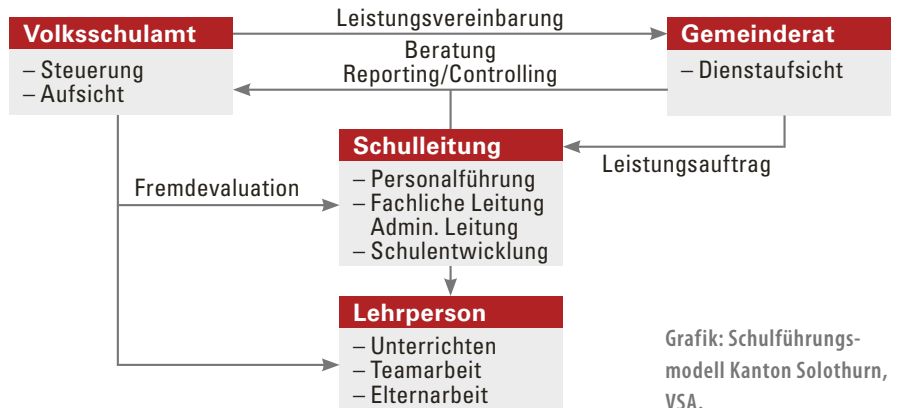 Leistungsvereinbarung
Volksschulamt
– Steuerung
– Aufsicht
Gemeinderat
– Dienstaufsicht
Beratung
Reporting/Controlling
Schulleitung
– Personalführung
– Fachliche Leitung
Admin. Leitung
– Schulentwicklung
Leistungsauftrag
Fremdevaluation
Lehrperson
– Unterrichten
– Teamarbeit
– Elternarbeit
Grafik: Schulführungs-
modell Kanton Solothurn,
VSA.